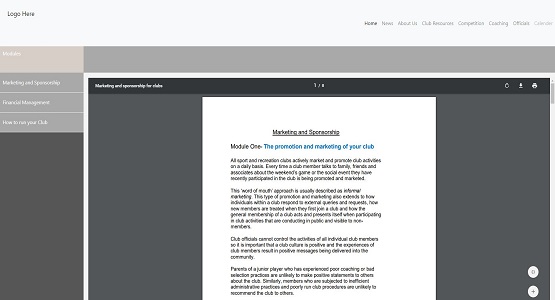 Logo Here
Home News About Us Club Resources Competition Coaching Officials Calendar
Modules
Marketing and Sponsorship
Financial Management
How to run your Club
Marketing and sponsorship for clubs
1 / 8
Marketing and Sponsorship
Module One- The promotion and marketing of your club
All sport and recreation clubs actively market and promote club activities
on a daily basis. Every time a club member talks to family, friends and
associates about the weekend's game or the social event they have
recently participated in the club is being promoted and marketed.
This 'word of mouth' approach is usually described as informal
marketing. This type of promotion and marketing also extends to how
individuals within a club respond to external queries and requests, how
new members are treated when they first join a club and how the
general membership of a club acts and presents itself when participating
in club activities that are conducting in public and visible to non-
members.
Club officials cannot control the activities of all individual club members
so it is important that a club culture is positive and the experiences of
club members result in positive messages being delivered into the
community.
Parents of a junior player who has experienced poor coaching or bad
selection practices are unlikely to make positive statements to others
about the club. Similarly, members who are subjected to inefficient
administrative practices and poorly run club procedures are unlikely to
recommend the club to others.